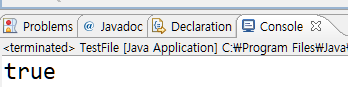 Problems @ Javadoc Declaration Console
<terminated> TestFile [Java Application] C:₩Program Files₩Java₩
true